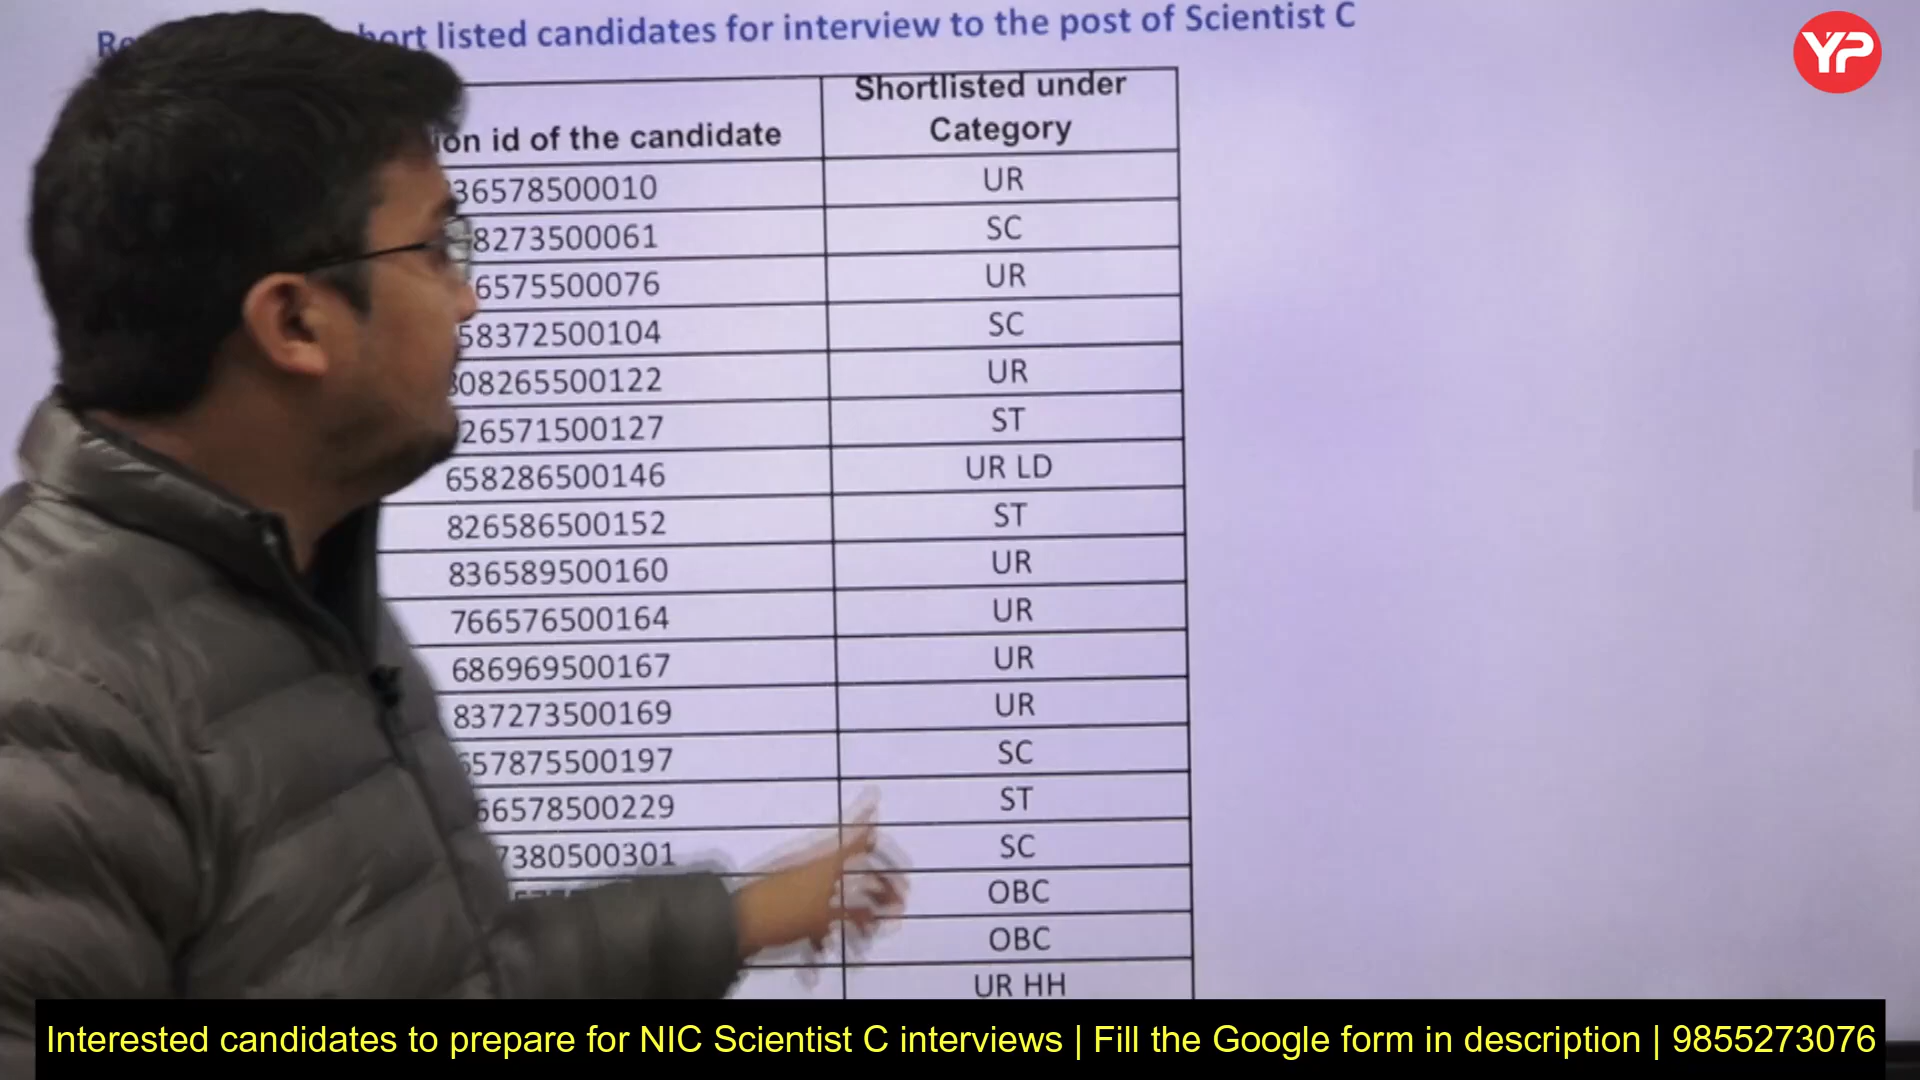 listed candidates for interview to the post of Scientist C
YP
id of the candidate
Shortlisted under
Category
36578500010 UR
8273500061 SC
6575500076 UR
58372500104 SC
08265500122 UR
26571500127 ST
658286500146 UR LD
826586500152 ST
836589500160 UR
766576500164 UR
686969500167 UR
837273500169 UR
657875500197 SC
66578500229 ST
7380500301 SC
OBC
OBC
UR HH
Interested candidates to prepare for NIC Scientist C interviews | Fill the Google form in description | 9855273076